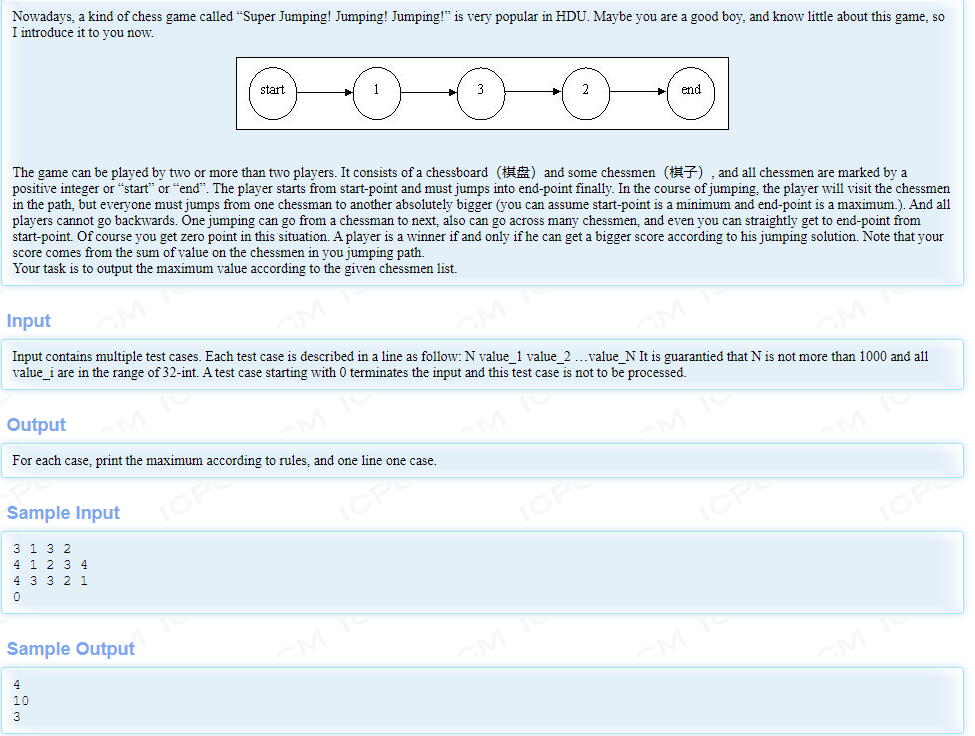 Nowadays, a kind of chess game called “Super Jumping! Jumping! Jumping!” is very popular in HDU. Maybe you are a good boy, and know little about this game, so
I introduce it to you now.
start 1 3 2 end
The game can be played by two or more than two players. It consists of a chessboard（棋盘）and some chessmen（棋子）, and all chessmen are marked by a
positive integer or “start” or “end”. The player starts from start-point and must jumps into end-point finally. In the course of jumping, the player will visit the chessmen
in the path, but everyone must jumps from one chessman to another absolutely bigger (you can assume start-point is a minimum and end-point is a maximum.). And all
players cannot go backwards. One jumping can go from a chessman to next, also can go across many chessmen, and even you can straightly get to end-point from
start-point. Of course you get zero point in this situation. A player is a winner if and only if he can get a bigger score according to his jumping solution. Note that your
score comes from the sum of value on the chessmen in you jumping path.
Your task is to output the maximum value according to the given chessmen list.
Input
Input contains multiple test cases. Each test case is described in a line as follow: N value_1 value_2 …value_N It is guarantied that N is not more than 1000 and all
value_i are in the range of 32-int. A test case starting with 0 terminates the input and this test case is not to be processed.
Output
For each case, print the maximum according to rules, and one line one case.
Sample Input
3 1 3 2
4 1 2 3 4
4 3 3 2 1
0
Sample Output
4
10
3